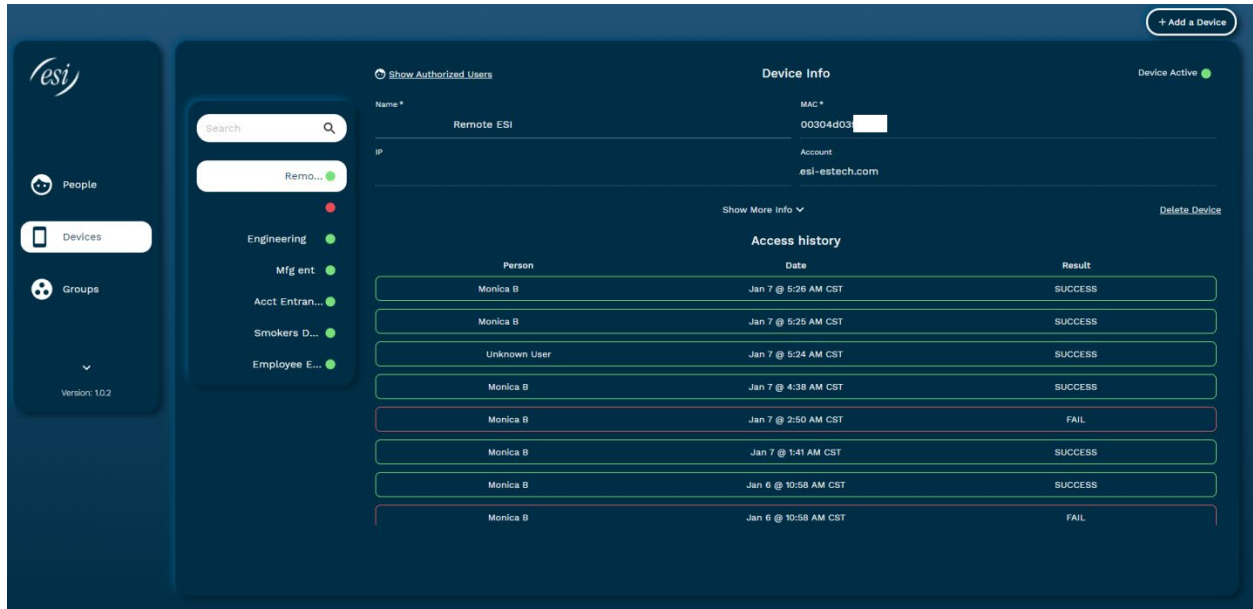 + Add a Device
esi
People
Devices
Groups
Version: 1.0.2
Search
Remo...
Engineering
Mfg ent
Acct Entran...
Smokers D...
Employee E...
Show Authorized Users
Device Info
Device Active
Name *
MAC *
Remote ESI
00304d03
IP
Account
.esi-estech.com
Show More Info
Delete Device
Access history
Person Date Result
Monica B Jan 7 @ 5:26 AM CST SUCCESS
Monica B Jan 7 @ 5:25 AM CST SUCCESS
Unknown User Jan 7 @ 5:24 AM CST SUCCESS
Monica B Jan 7 @ 4:38 AM CST SUCCESS
Monica B Jan 7 @ 2:50 AM CST FAIL
Monica B Jan 7 @ 1:41 AM CST SUCCESS
Monica B Jan 6 @ 10:58 AM CST SUCCESS
Monica B Jan 6 @ 10:58 AM CST FAIL